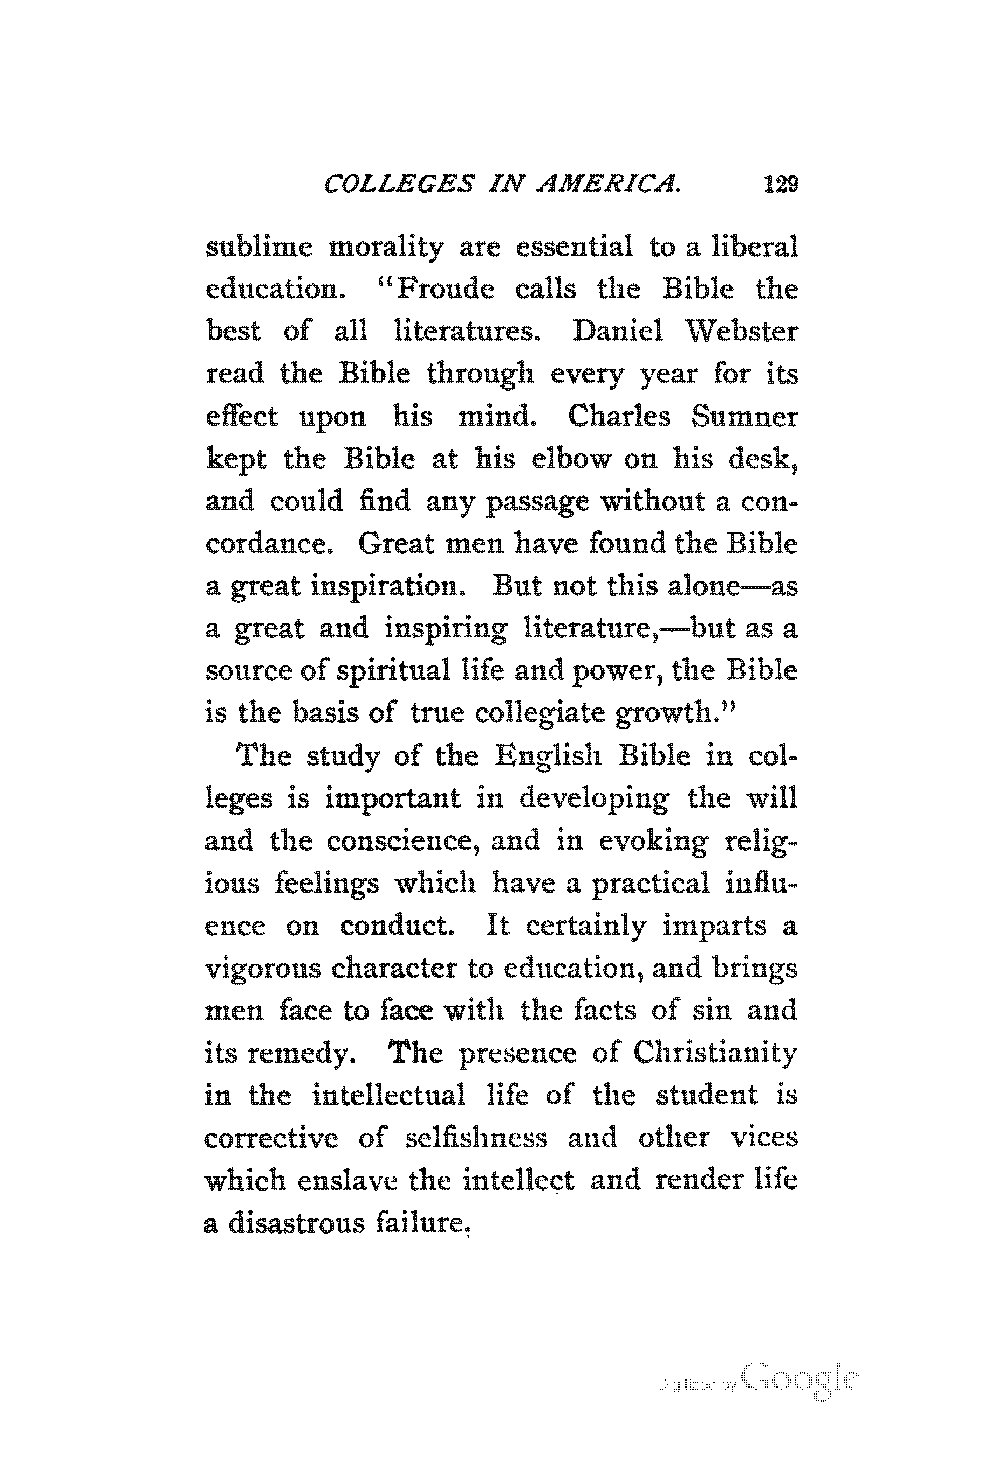 COLLEGES IN AMERICA. 129
sublime morality are essential to a liberal
education. "Froude calls the Bible the
best of all literatures. Daniel Webster
read the Bible through every year for its
effect upon his mind. Charles Sumner
kept the Bible at his elbow on his desk,
and could find any passage without a con-
cordance. Great men have found the Bible
a great inspiration. But not this alone—as
a great and inspiring literature,—but as a
source of spiritual life and power, the Bible
is the basis of true collegiate growth."
The study of the English Bible in col-
leges is important in developing the will
and the conscience, and in evoking relig-
ious feelings which have a practical influ-
ence on conduct. It certainly imparts a
vigorous character to education, and brings
men face to face with the facts of sin and
its remedy. The presence of Christianity
in the intellectual life of the student is
corrective of selfishness and other vices
which enslave the intellect and render life
a disastrous failure.
Digitized by Google